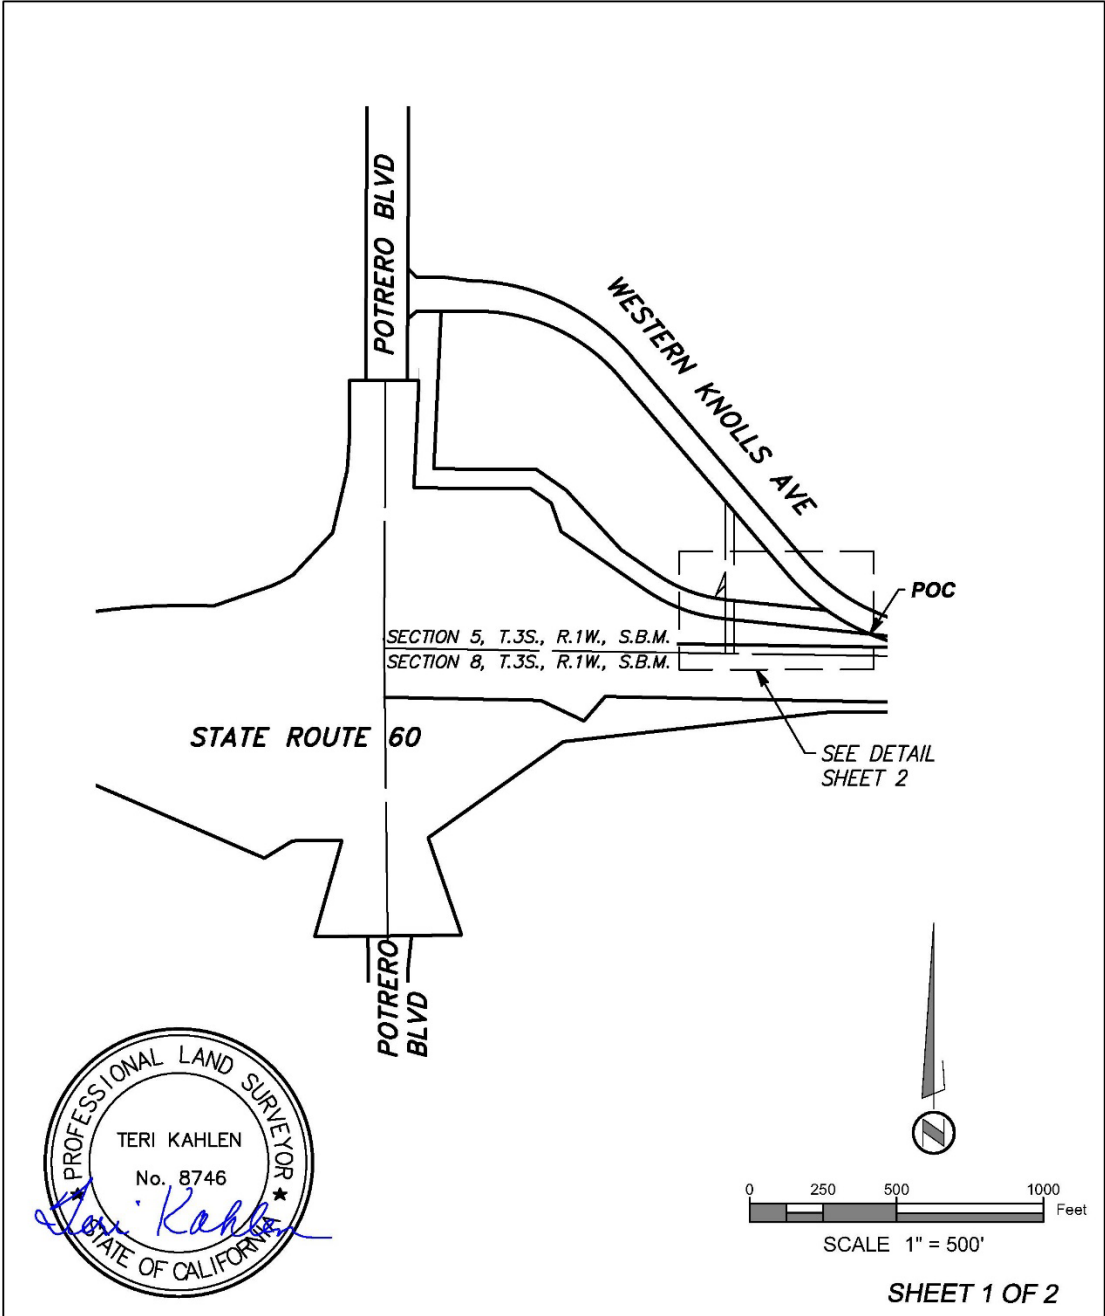 POTRERO BLVD
WESTERN KNOLLS AVE
POC
SECTION 5, T.3S., R.1W., S.B.M.
SECTION 8, T.3S., R.1W., S.B.M.
STATE ROUTE 60
SEE DETAIL
SHEET 2
POTRERO
BLVD
PROFESSIONAL LAND SURVEYOR
TERI KAHLEN
No. 8746
Teri Kahlen
STATE OF CALIFORNIA
N
0 250 500 1000
Feet
SCALE 1" = 500'
SHEET 1 OF 2